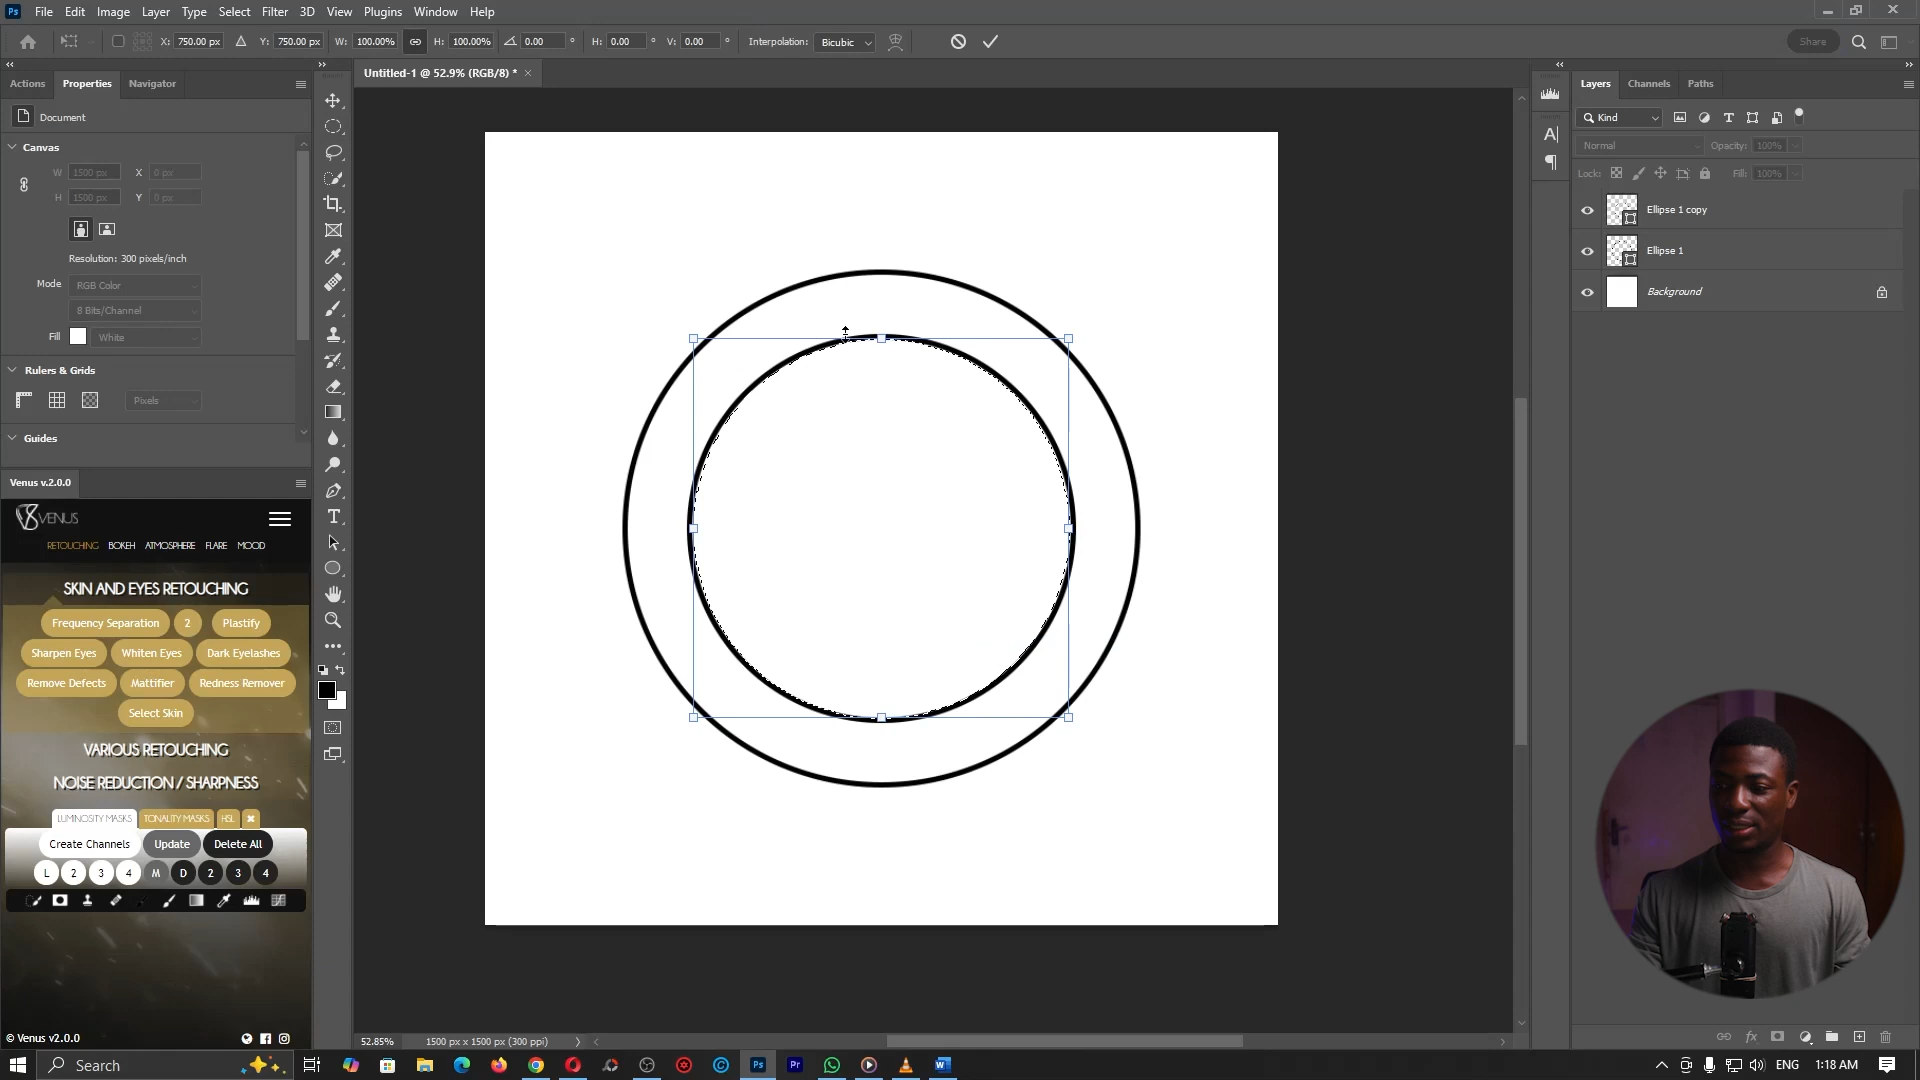 Ps File Edit Image Layer Type Select Filter 3D View Plugins Window Help
X: 750.00 px Y: 750.00 px W: 100.00% H: 100.00% 0.00 ° H: 0.00 ° V: 0.00 ° Interpolation: Bicubic Share
Actions Properties Navigator
Document
Canvas
W 1500 px X 0 px
H 1500 px Y 0 px
Resolution: 300 pixels/inch
Mode RGB Color
8 Bits/Channel
Fill White
Rulers & Grids
Pixels
Guides
Venus v.2.0.0
VENUS
RETOUCHING BOKEH ATMOSPHERE FLARE MOOD
SKIN AND EYES RETOUCHING
Frequency Separation 2 Plastify
Sharpen Eyes Whiten Eyes Dark Eyelashes
Remove Defects Mattifier Redness Remover
Select Skin
VARIOUS RETOUCHING
NOISE REDUCTION / SHARPNESS
LUMINOSITY MASKS TONALITY MASKS HSL
Create Channels Update Delete All
L 2 3 4 M D 2 3 4
© Venus v2.0.0
Untitled-1 @ 52.9% (RGB/8) * ×
52.85% 1500 px x 1500 px (300 ppi)
Layers Channels Paths
Kind
Normal Opacity: 100%
Lock: Fill: 100%
Ellipse 1 copy
Ellipse 1
Background
Search
Ps Pr W ENG 1:18 AM